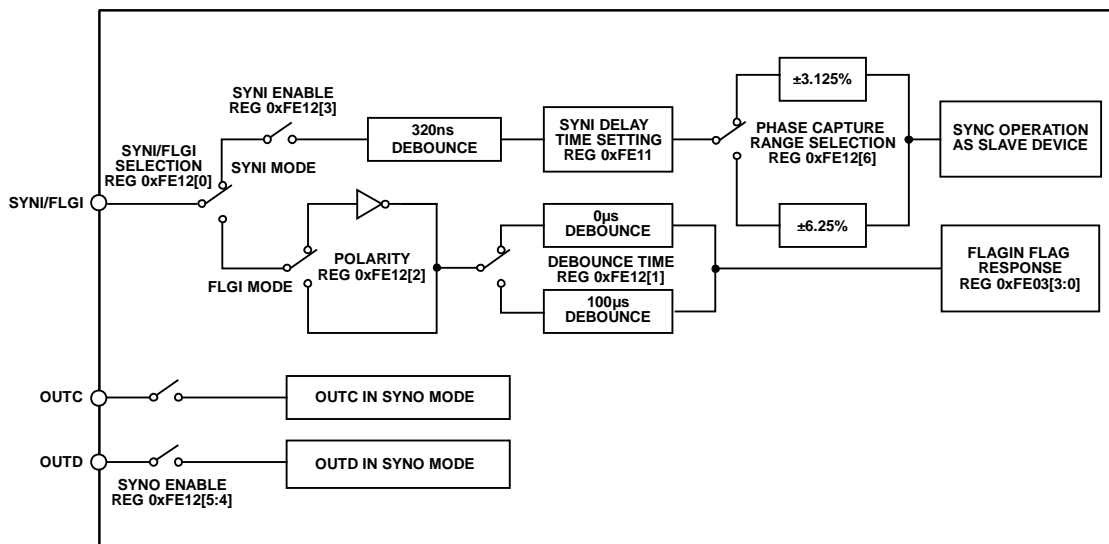 SYNI ENABLE
REG 0xFE12[3]
SYNI/FLGI
SELECTION
REG 0xFE12[0]
SYNI MODE
320ns
DEBOUNCE
SYNI DELAY
TIME SETTING
REG 0xFE11
±3.125%
PHASE CAPTURE
RANGE SELECTION
REG 0xFE12[6]
±6.25%
SYNC OPERATION
AS SLAVE DEVICE
SYNI/FLGI
FLGI MODE
POLARITY
REG 0xFE12[2]
0µs
DEBOUNCE
DEBOUNCE TIME
REG 0xFE12[1]
100µs
DEBOUNCE
FLAGIN FLAG
RESPONSE
REG 0xFE03[3:0]
OUTC
OUTC IN SYNO MODE
OUTD
OUTD IN SYNO MODE
SYNO ENABLE
REG 0xFE12[5:4]